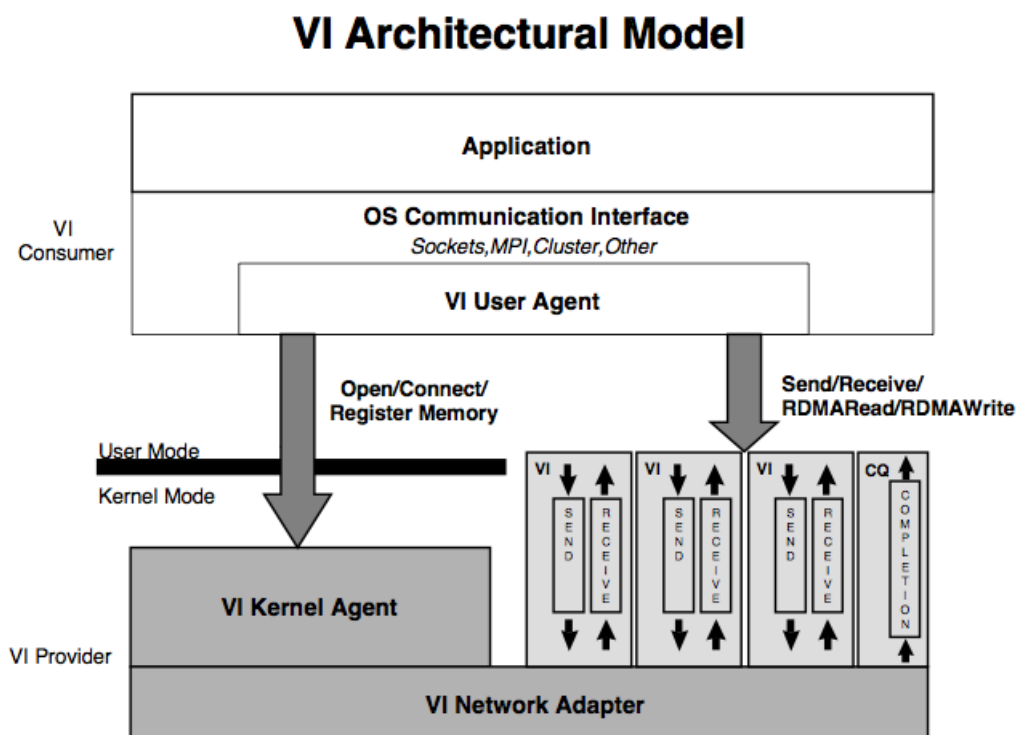 VI Architectural Model
Application
OS Communication Interface
Sockets,MPI,Cluster,Other
VI
Consumer
VI User Agent
Open/Connect/
Register Memory
Send/Receive/
RDMARead/RDMAWrite
User Mode
Kernel Mode
VI
SEND
RECEIVE
VI
SEND
RECEIVE
VI
SEND
RECEIVE
CQ
COMPLETION
VI Kernel Agent
VI Provider
VI Network Adapter